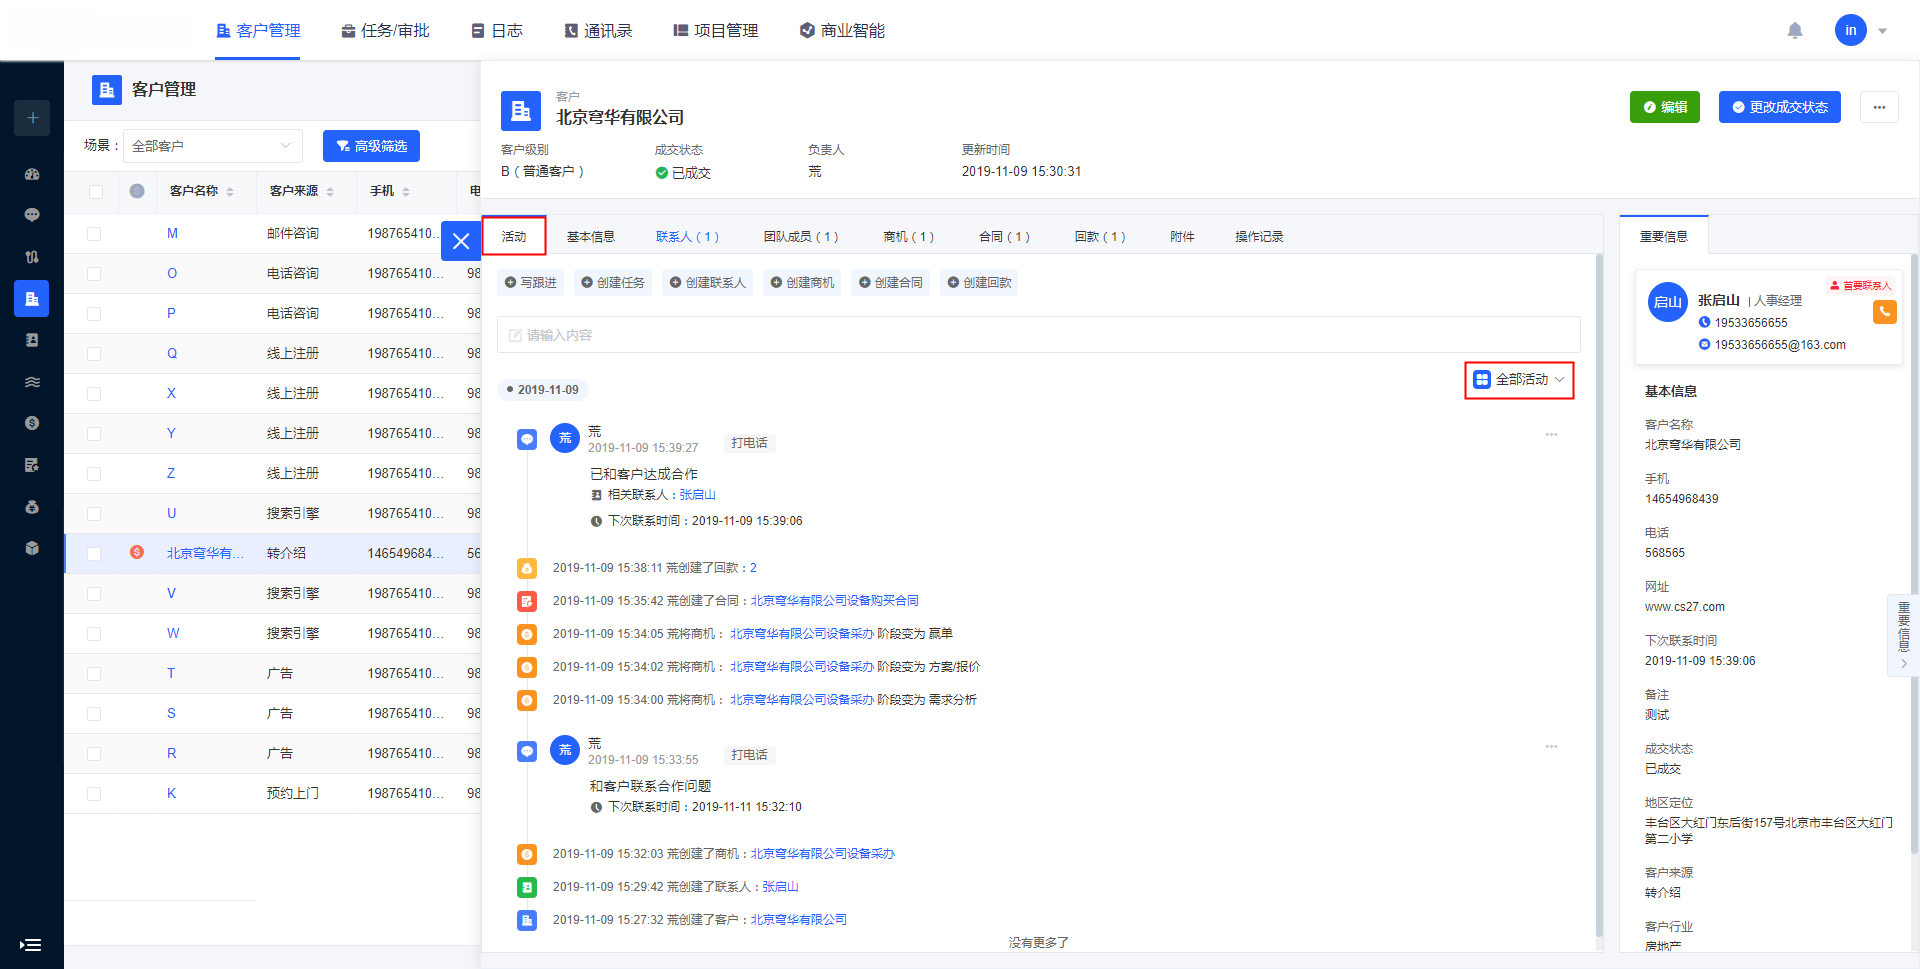 客户管理 任务/审批 日志 通讯录 项目管理 商业智能 in
客户管理
场景： 全部客户 高级筛选
客户名称 客户来源 手机 电
M 邮件咨询 198765410... 98
O 电话咨询 198765410... 98
P 电话咨询 198765410... 98
Q 线上注册 198765410... 98
X 线上注册 198765410... 98
Y 线上注册 198765410... 98
Z 线上注册 198765410... 98
U 搜索引擎 198765410... 98
北京穹华有... 转介绍 146549684... 56
V 搜索引擎 198765410... 98
W 搜索引擎 198765410... 98
T 广告 198765410... 98
S 广告 198765410... 98
R 广告 198765410... 98
K 预约上门 198765410... 98
客户
北京穹华有限公司
编辑 更改成交状态
客户级别 成交状态 负责人 更新时间
B（普通客户） 已成交 荒 2019-11-09 15:30:31
活动 基本信息 联系人（1） 团队成员（1） 商机（1） 合同（1） 回款（1） 附件 操作记录
写跟进 创建任务 创建联系人 创建商机 创建合同 创建回款
请输入内容
2019-11-09 全部活动
荒 荒
2019-11-09 15:39:27 打电话
已和客户达成合作
相关联系人：张启山
下次联系时间：2019-11-09 15:39:06
2019-11-09 15:38:11 荒创建了回款：2
2019-11-09 15:35:42 荒创建了合同：北京穹华有限公司设备购买合同
2019-11-09 15:34:05 荒将商机： 北京穹华有限公司设备采办 阶段变为 赢单
2019-11-09 15:34:02 荒将商机： 北京穹华有限公司设备采办 阶段变为 方案/报价
2019-11-09 15:34:00 荒将商机： 北京穹华有限公司设备采办 阶段变为 需求分析
荒 荒
2019-11-09 15:33:55 打电话
和客户联系合作问题
下次联系时间：2019-11-11 15:32:10
2019-11-09 15:32:03 荒创建了商机：北京穹华有限公司设备采办
2019-11-09 15:29:42 荒创建了联系人：张启山
2019-11-09 15:27:32 荒创建了客户：北京穹华有限公司
没有更多了
重要信息
首要联系人
启山 张启山 | 人事经理
19533656655
19533656655@163.com
基本信息
客户名称
北京穹华有限公司
手机
14654968439
电话
568565
网址
www.cs27.com
下次联系时间
2019-11-09 15:39:06
备注
测试
成交状态
已成交
地区定位
丰台区大红门东后街157号北京市丰台区大红门
第二小学
客户来源
转介绍
客户行业
房地产
重要信息